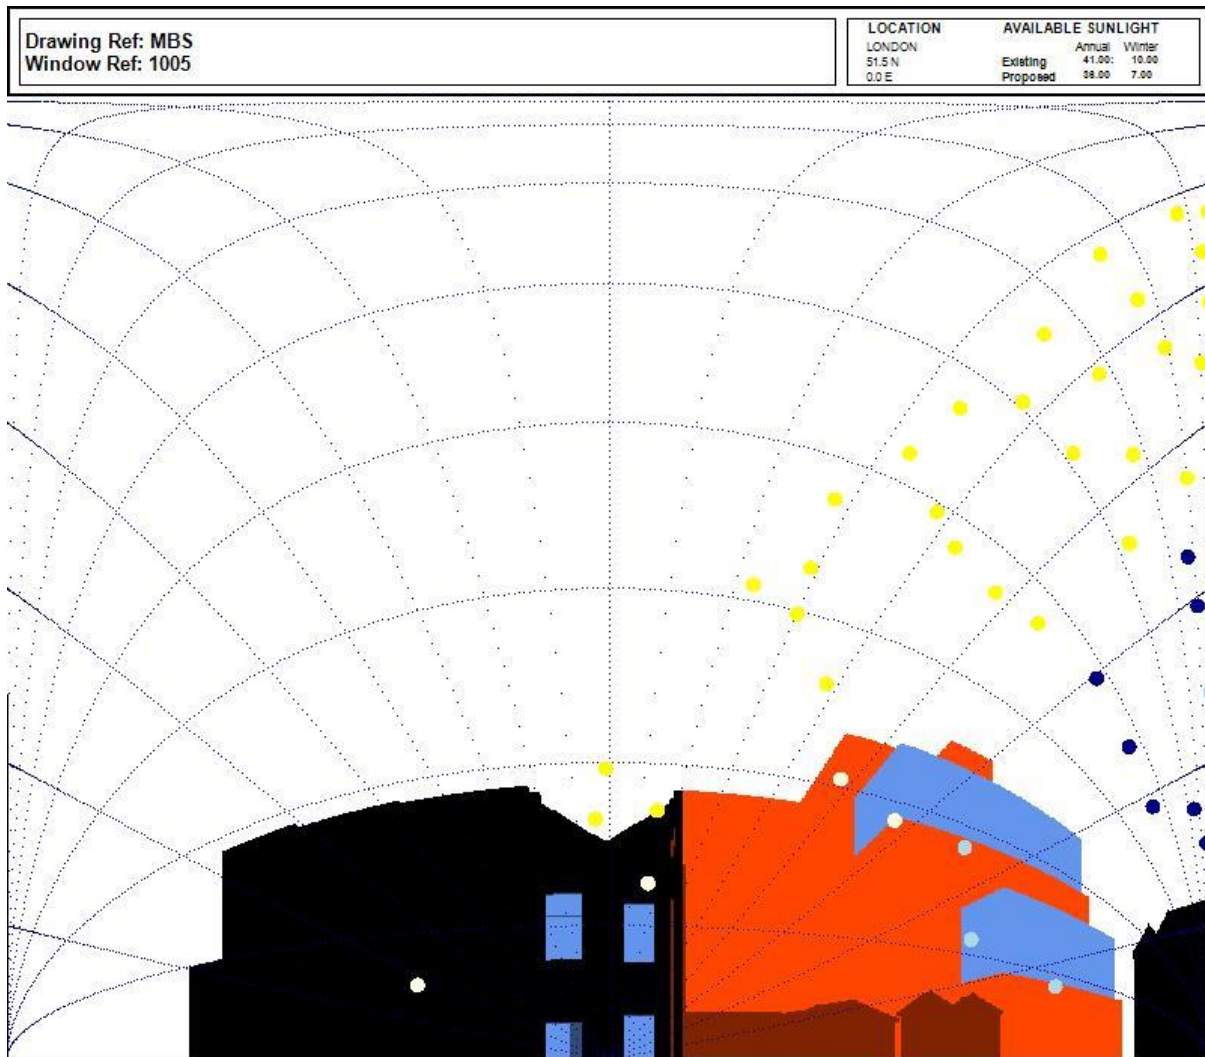 Drawing Ref: MBS
Window Ref: 1005
LOCATION
LONDON
51.5 N
0.0 E
AVAILABLE SUNLIGHT
Annual Winter
Existing 41.00: 10.00
Proposed 38.00 7.00